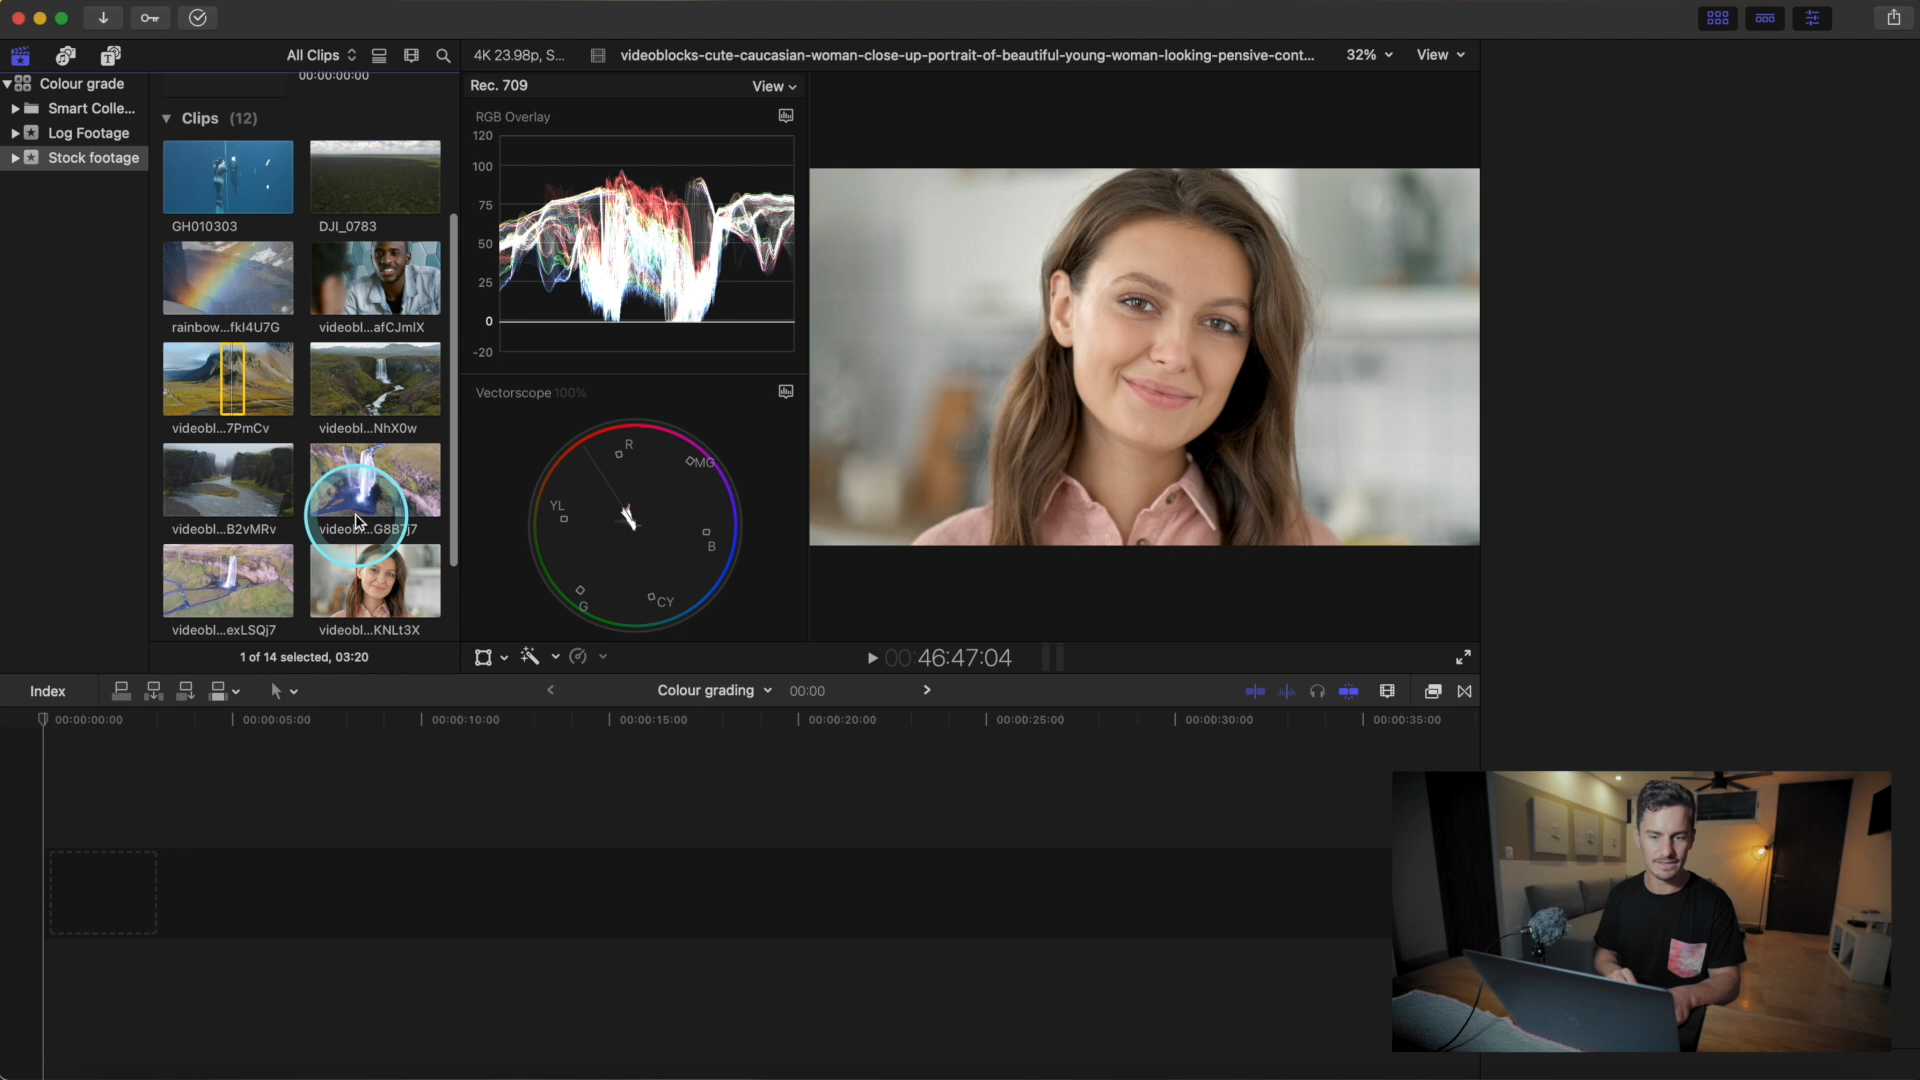 All Clips
4K 23.98p, S...
videoblocks-cute-caucasian-woman-close-up-portrait-of-beautiful-young-woman-looking-pensive-cont...
32%
View
Colour grade
Smart Colle...
Log Footage
Stock footage
00:00:00:00
Clips (12)
GH010303
DJI_0783
rainbow...fkI4U7G
videobl...afCJmlX
videobl...7PmCv
videobl...NhX0w
videobl...B2vMRv
videobl...exLSQj7
videobl...KNLt3X
1 of 14 selected, 03:20
Rec. 709
View
RGB Overlay
120
100
75
50
25
0
-20
Vectorscope 100%
R
MG
YL
B
G
CY
00:46:47:04
Index
Colour grading
00:00
00:00:00:00
00:00:05:00
00:00:10:00
00:00:15:00
00:00:20:00
00:00:25:00
00:00:30:00
00:00:35:00